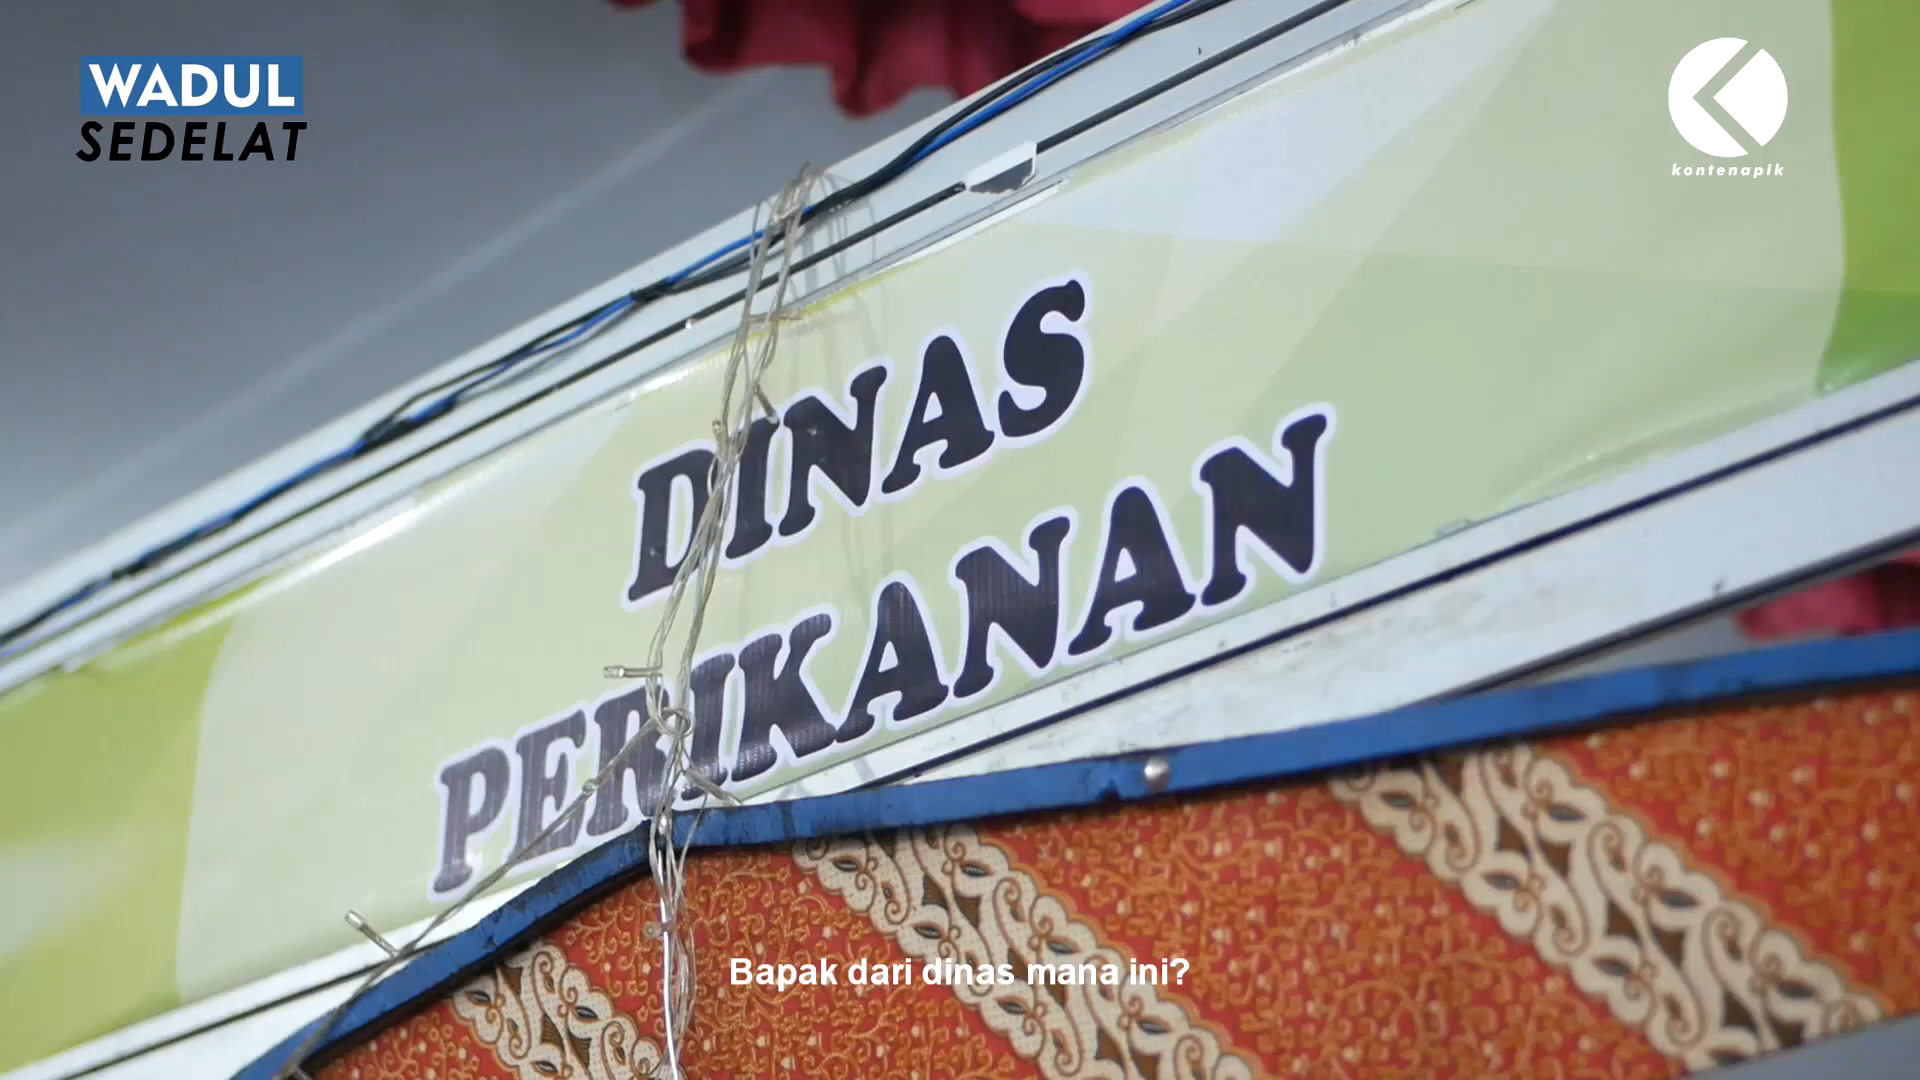 WADUL
SEDELAT
kontenapik
DINAS
PERIKANAN
Bapak dari dinas mana ini?